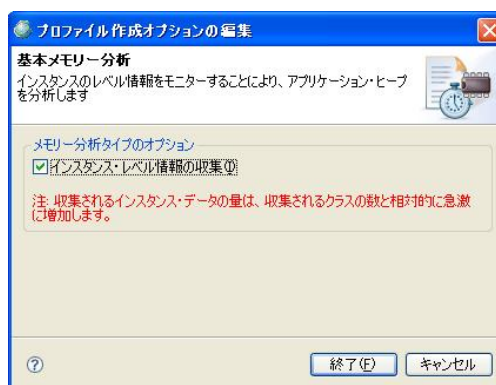 プロファイル作成オプションの編集
基本メモリー分析
インスタンスのレベル情報をモニターすることにより、アプリケーション・ヒープ
を分析します
メモリー分析タイプのオプション
インスタンス・レベル情報の収集(I)
注: 収集されるインスタンス・データの量は、収集されるクラスの数と相対的に急激
に増加します。
?
終了(F)
キャンセル